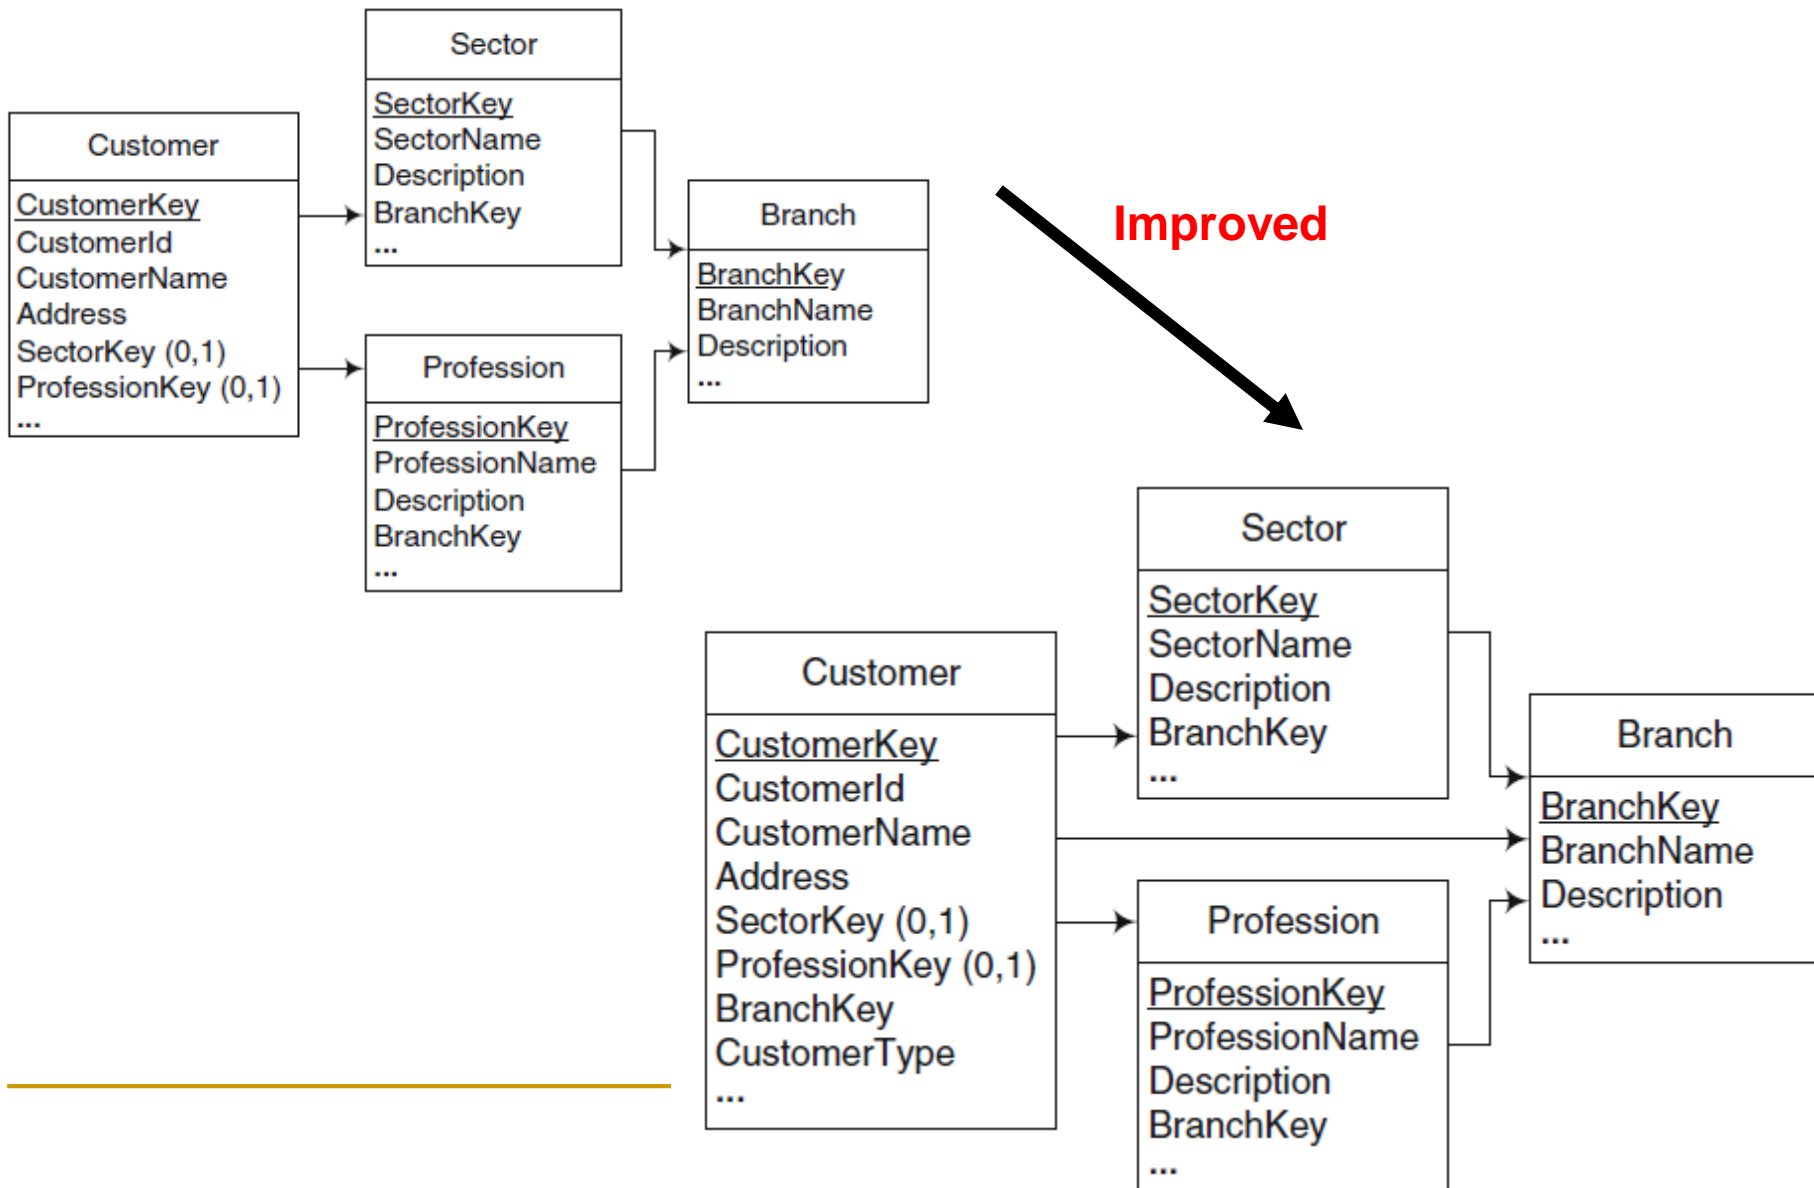 Sector
SectorKey
SectorName
Description
BranchKey
...
Customer
CustomerKey
CustomerId
CustomerName
Address
SectorKey (0,1)
ProfessionKey (0,1)
...
Profession
ProfessionKey
ProfessionName
Description
BranchKey
...
Branch
BranchKey
BranchName
Description
...
Improved
Sector
SectorKey
SectorName
Description
BranchKey
...
Customer
CustomerKey
CustomerId
CustomerName
Address
SectorKey (0,1)
ProfessionKey (0,1)
BranchKey
CustomerType
...
Profession
ProfessionKey
ProfessionName
Description
BranchKey
...
Branch
BranchKey
BranchName
Description
...